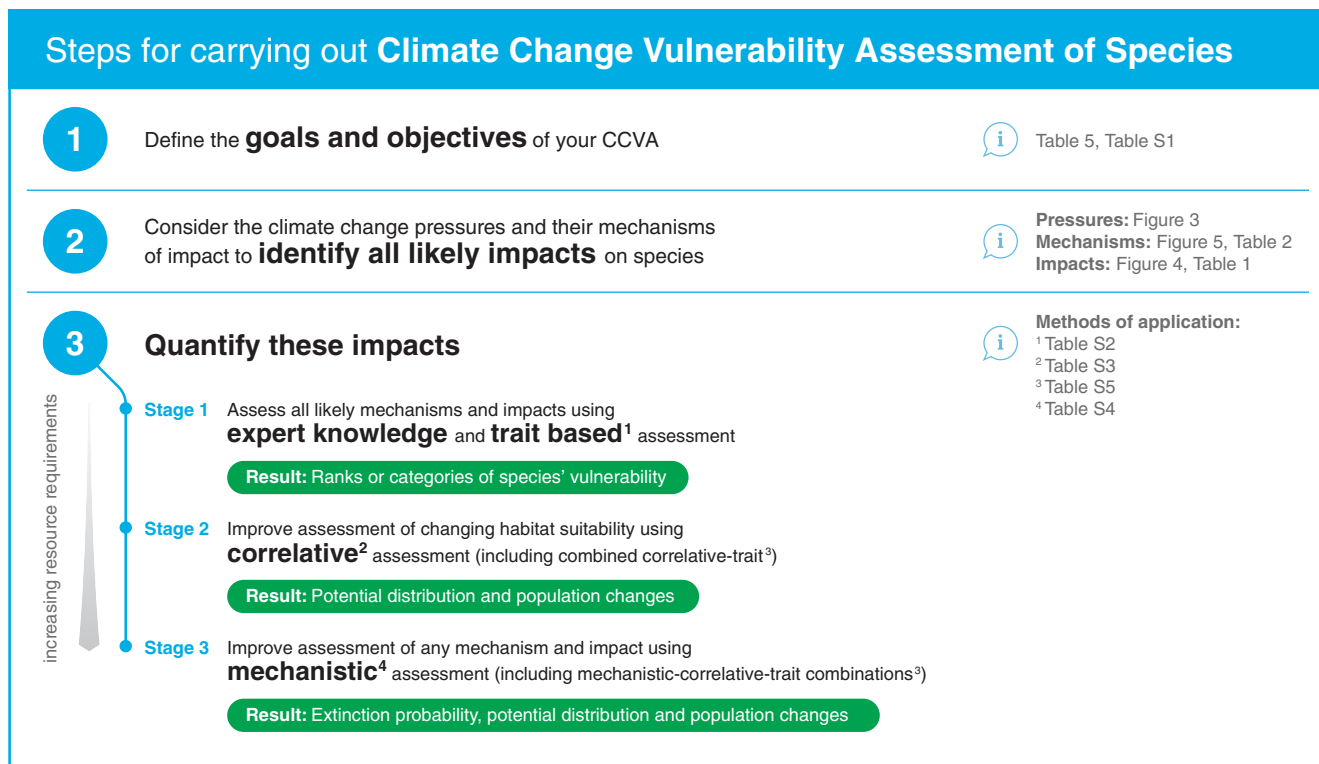 Steps for carrying out Climate Change Vulnerability Assessment of Species
1
Define the goals and objectives of your CCVA
i
Table 5, Table S1
2
Consider the climate change pressures and their mechanisms
of impact to identify all likely impacts on species
i
Pressures: Figure 3
Mechanisms: Figure 5, Table 2
Impacts: Figure 4, Table 1
3
Quantify these impacts
i
Methods of application:
¹ Table S2
² Table S3
³ Table S5
⁴ Table S4
increasing resource requirements
Stage 1 Assess all likely mechanisms and impacts using
expert knowledge and trait based¹ assessment
Result: Ranks or categories of species’ vulnerability
Stage 2 Improve assessment of changing habitat suitability using
correlative² assessment (including combined correlative-trait³)
Result: Potential distribution and population changes
Stage 3 Improve assessment of any mechanism and impact using
mechanistic⁴ assessment (including mechanistic-correlative-trait combinations³)
Result: Extinction probability, potential distribution and population changes